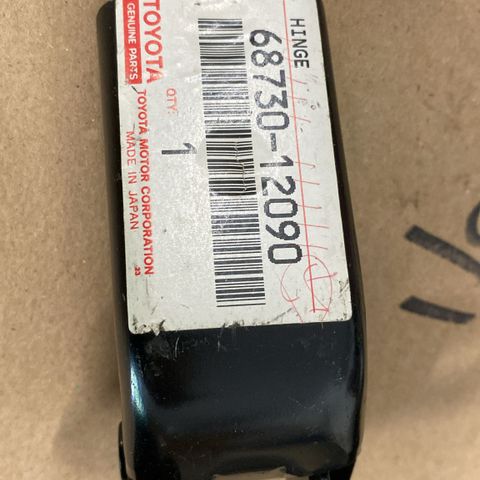 HINGE
68730-12090
QTY:
1
TOYOTA
GENUINE PARTS
TOYOTA MOTOR CORPORATION
MADE IN JAPAN